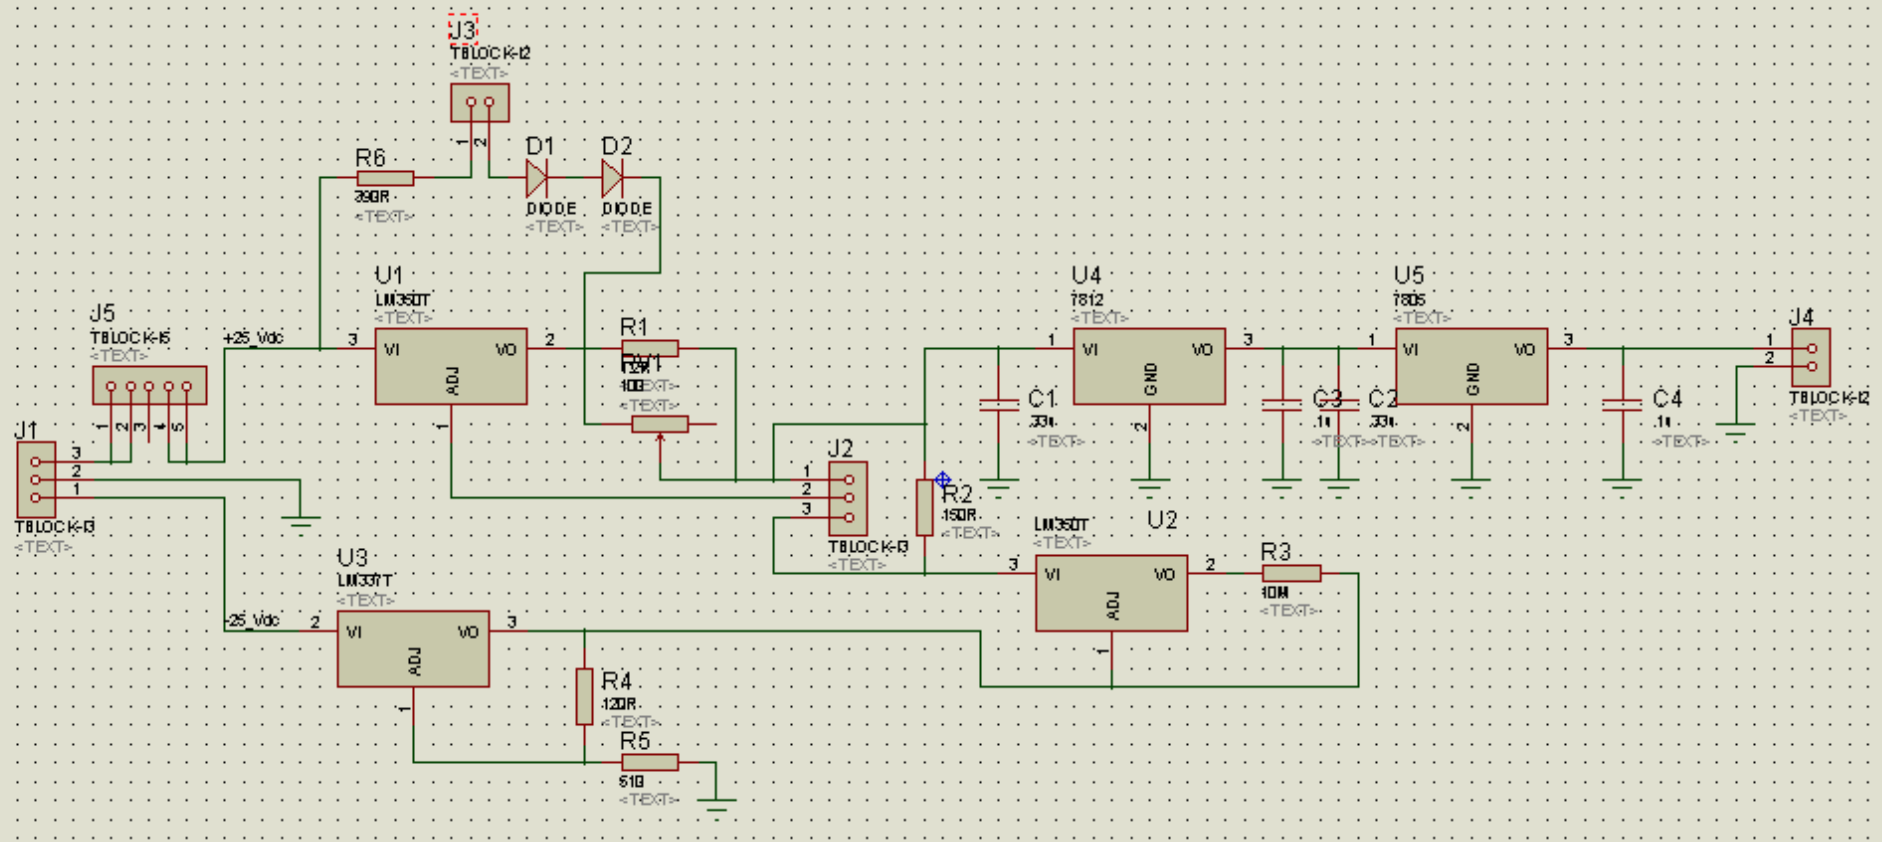 J3
TBLOCK-I2
<TEXT>
1
2
R6
390R
<TEXT>
D1
DIODE
<TEXT>
D2
DIODE
<TEXT>
U1
LM350T
<TEXT>
3
VI
VO
2
ADJ
1
J5
TBLOCK-I5
<TEXT>
+25_Vdc
1
2
3
4
5
J1
3
2
1
TBLOCK-I3
<TEXT>
R1
RV1
<TEXT>
J2
1
2
3
TBLOCK-I3
<TEXT>
R2
150R
<TEXT>
C1
.33u
<TEXT>
U4
7812
<TEXT>
1
VI
VO
3
GND
2
C3
.1u
<TEXT>
C2
.33u
<TEXT>
U5
7805
<TEXT>
1
VI
VO
3
GND
2
C4
.1u
<TEXT>
J4
1
2
TBLOCK-I2
<TEXT>
U3
LM337T
<TEXT>
-25_Vdc
2
VI
VO
3
ADJ
1
U2
LM350T
<TEXT>
3
VI
VO
2
ADJ
1
R3
10M
<TEXT>
R4
120R
<TEXT>
R5
<TEXT>